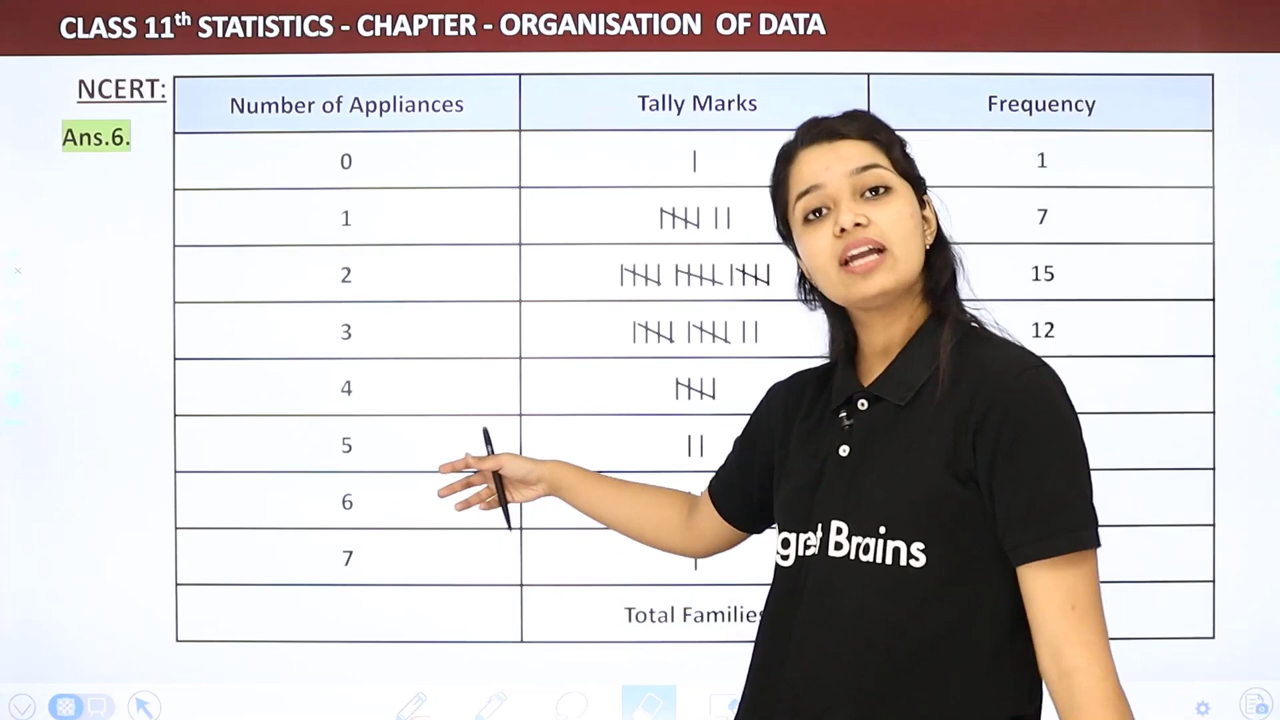 CLASS 11th STATISTICS - CHAPTER - ORGANISATION OF DATA
NCERT:
Ans.6.
Number of Appliances Tally Marks Frequency
0 | 1
1 7
2 15
3 12
4
5 ||
6
7
Total Families
Brains